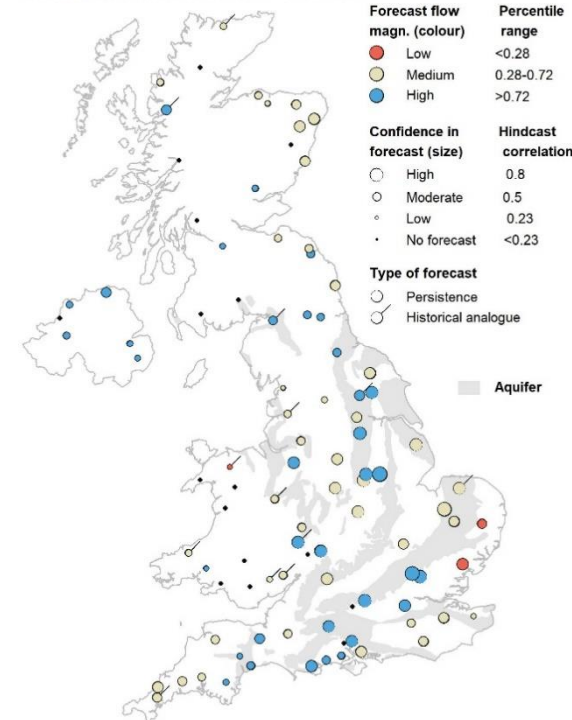 Forecast flow Percentile
magn. (colour) range
Low <0.28
Medium 0.28-0.72
High >0.72
Confidence in Hindcast
forecast (size) correlation
High 0.8
Moderate 0.5
Low 0.23
No forecast <0.23
Type of forecast
Persistence
Historical analogue
Aquifer